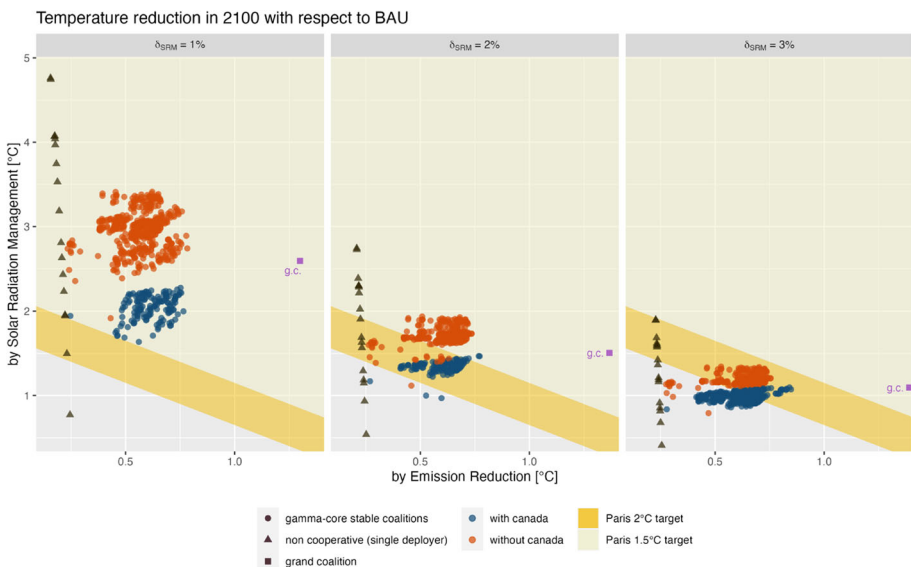 Temperature reduction in 2100 with respect to BAU
δSRM = 1%
δSRM = 2%
δSRM = 3%
by Solar Radiation Management [°C]
5
4
3
2
1
g.c.
g.c.
g.c.
0.5 1.0
0.5 1.0
0.5 1.0
by Emission Reduction [°C]
gamma-core stable coalitions
non cooperative (single deployer)
grand coalition
with canada
without canada
Paris 2°C target
Paris 1.5°C target